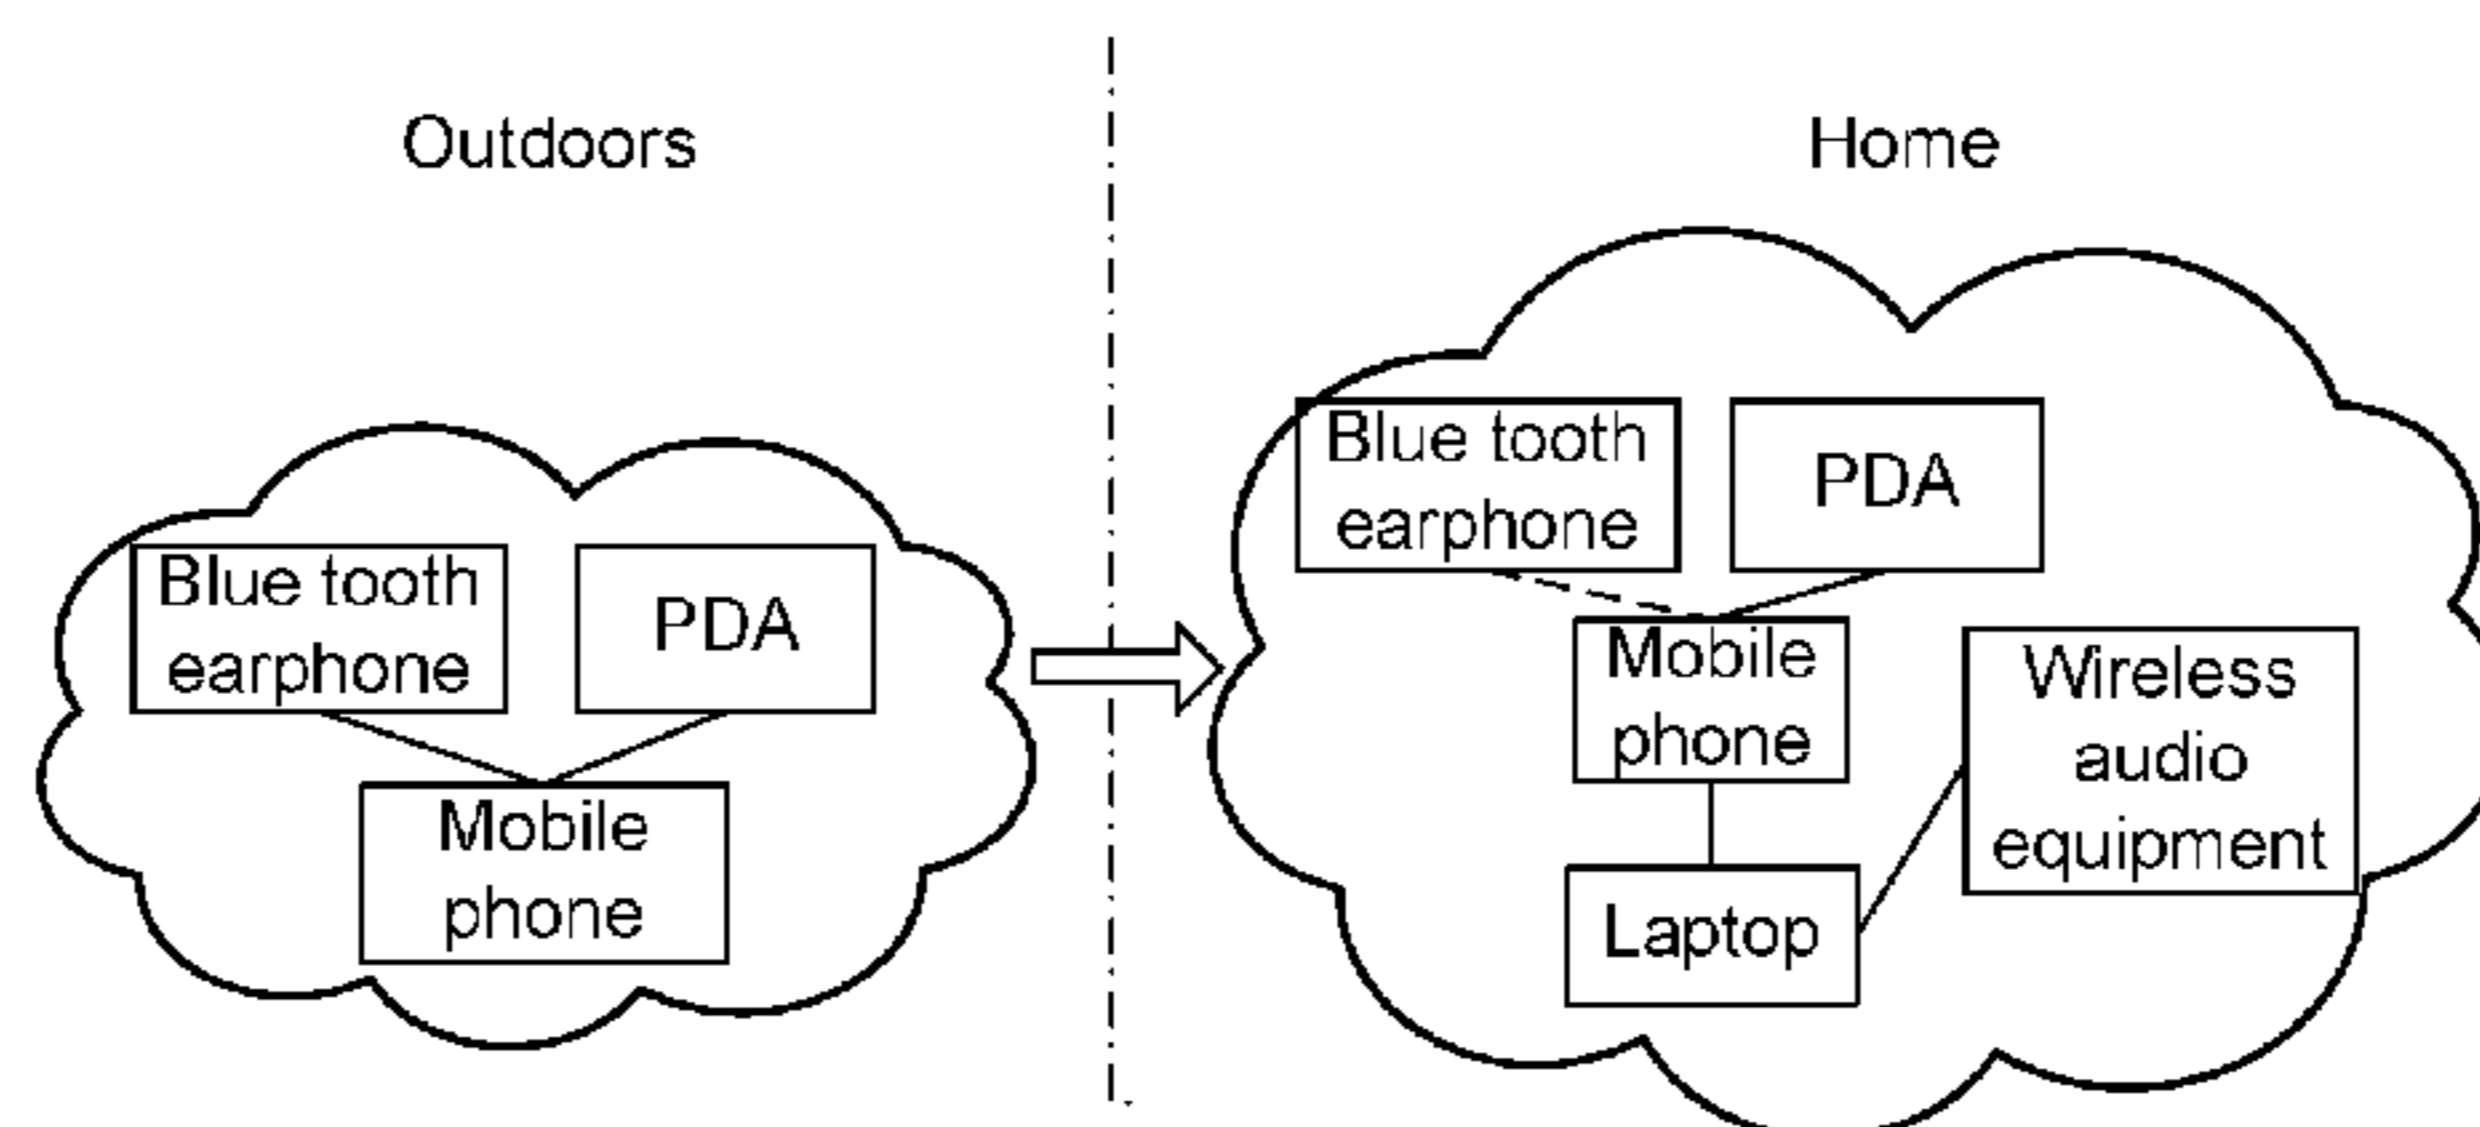 Outdoors
Home
Blue tooth
earphone
PDA
Mobile
phone
Blue tooth
earphone
PDA
Mobile
phone
Wireless
audio
equipment
Laptop